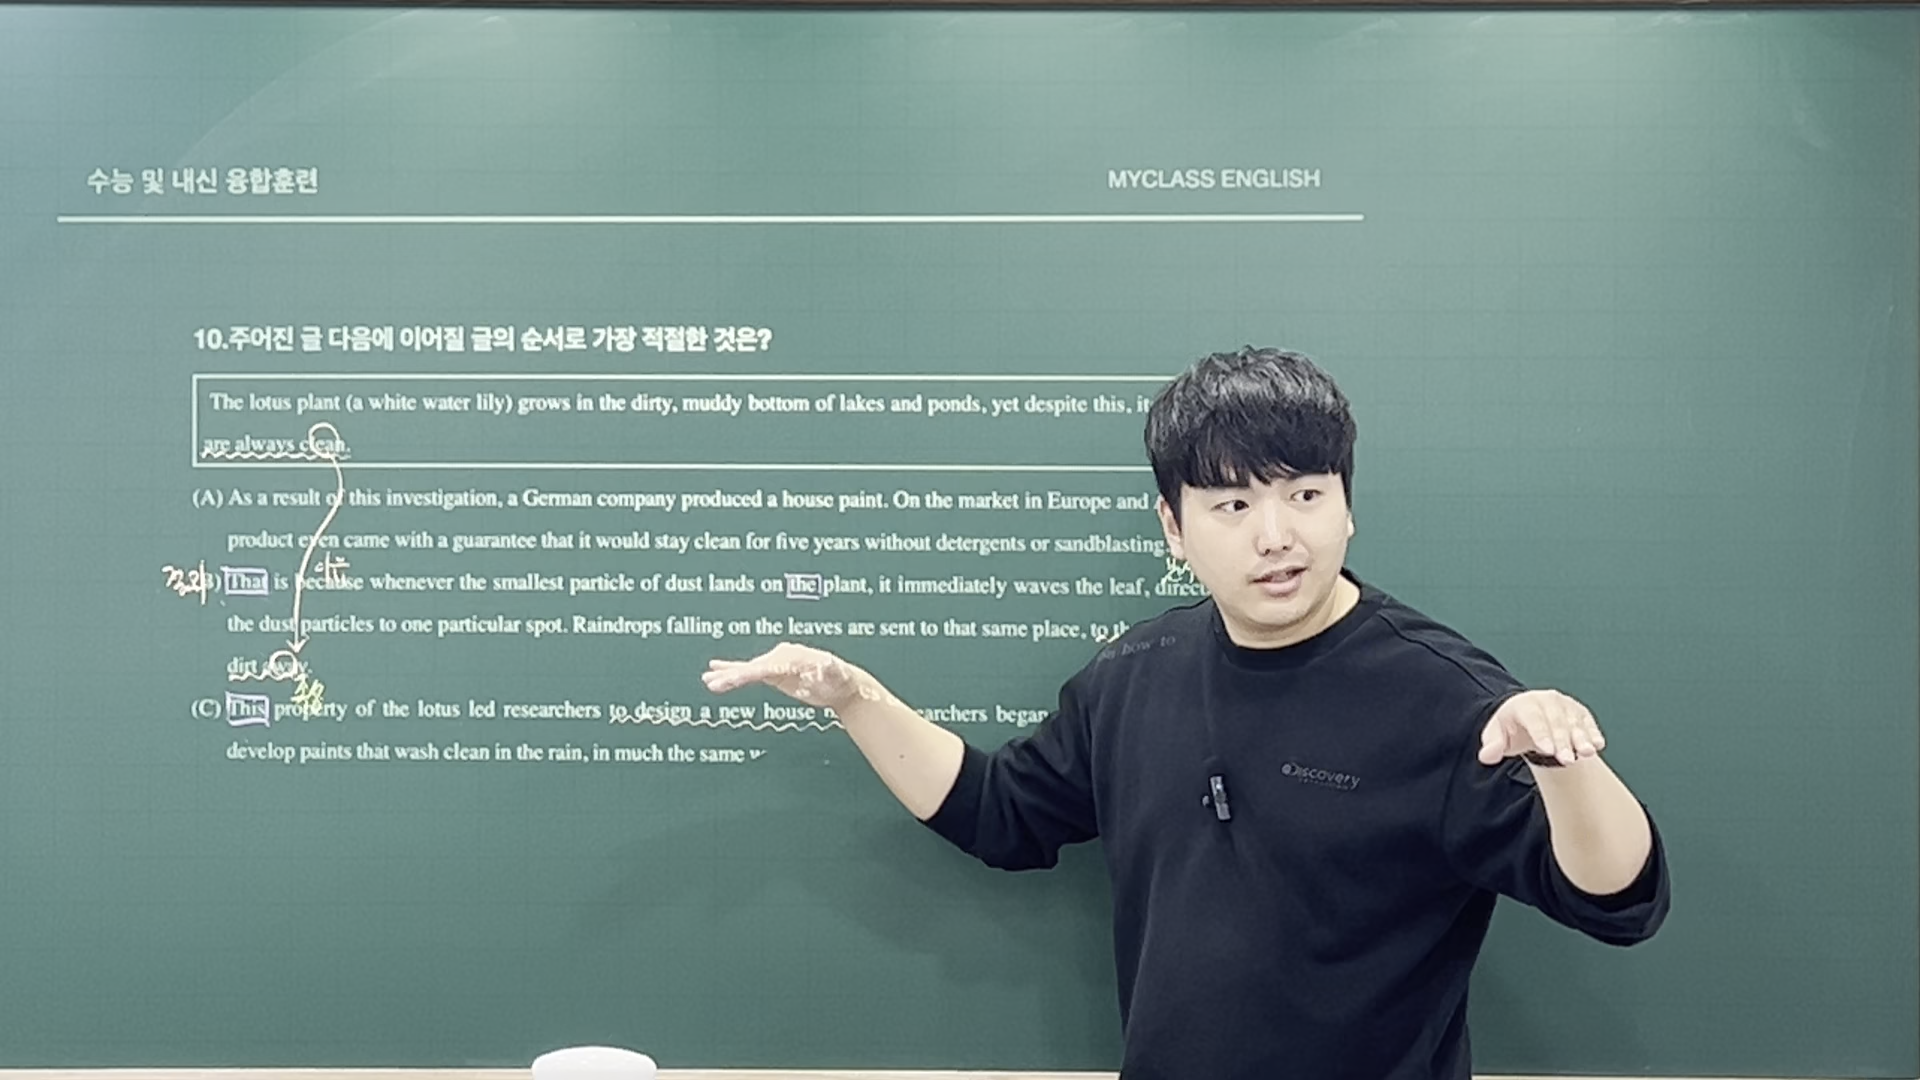 수능 및 내신 융합훈련
MYCLASS ENGLISH
10.주어진 글 다음에 이어질 글의 순서로 가장 적절한 것은?
The lotus plant (a white water lily) grows in the dirty, muddy bottom of lakes and ponds, yet despite this, it
are always clean.
(A) As a result of this investigation, a German company produced a house paint. On the market in Europe and
product even came with a guarantee that it would stay clean for five years without detergents or sandblasting.
결과
이유
That is because whenever the smallest particle of dust lands on the plant, it immediately waves the leaf,
the dust particles to one particular spot. Raindrops falling on the leaves are sent to that same place, to
dirt away.
(C) This property of the lotus led researchers to design a new house began
develop paints that wash clean in the rain, in much the same
on how to
Discovery